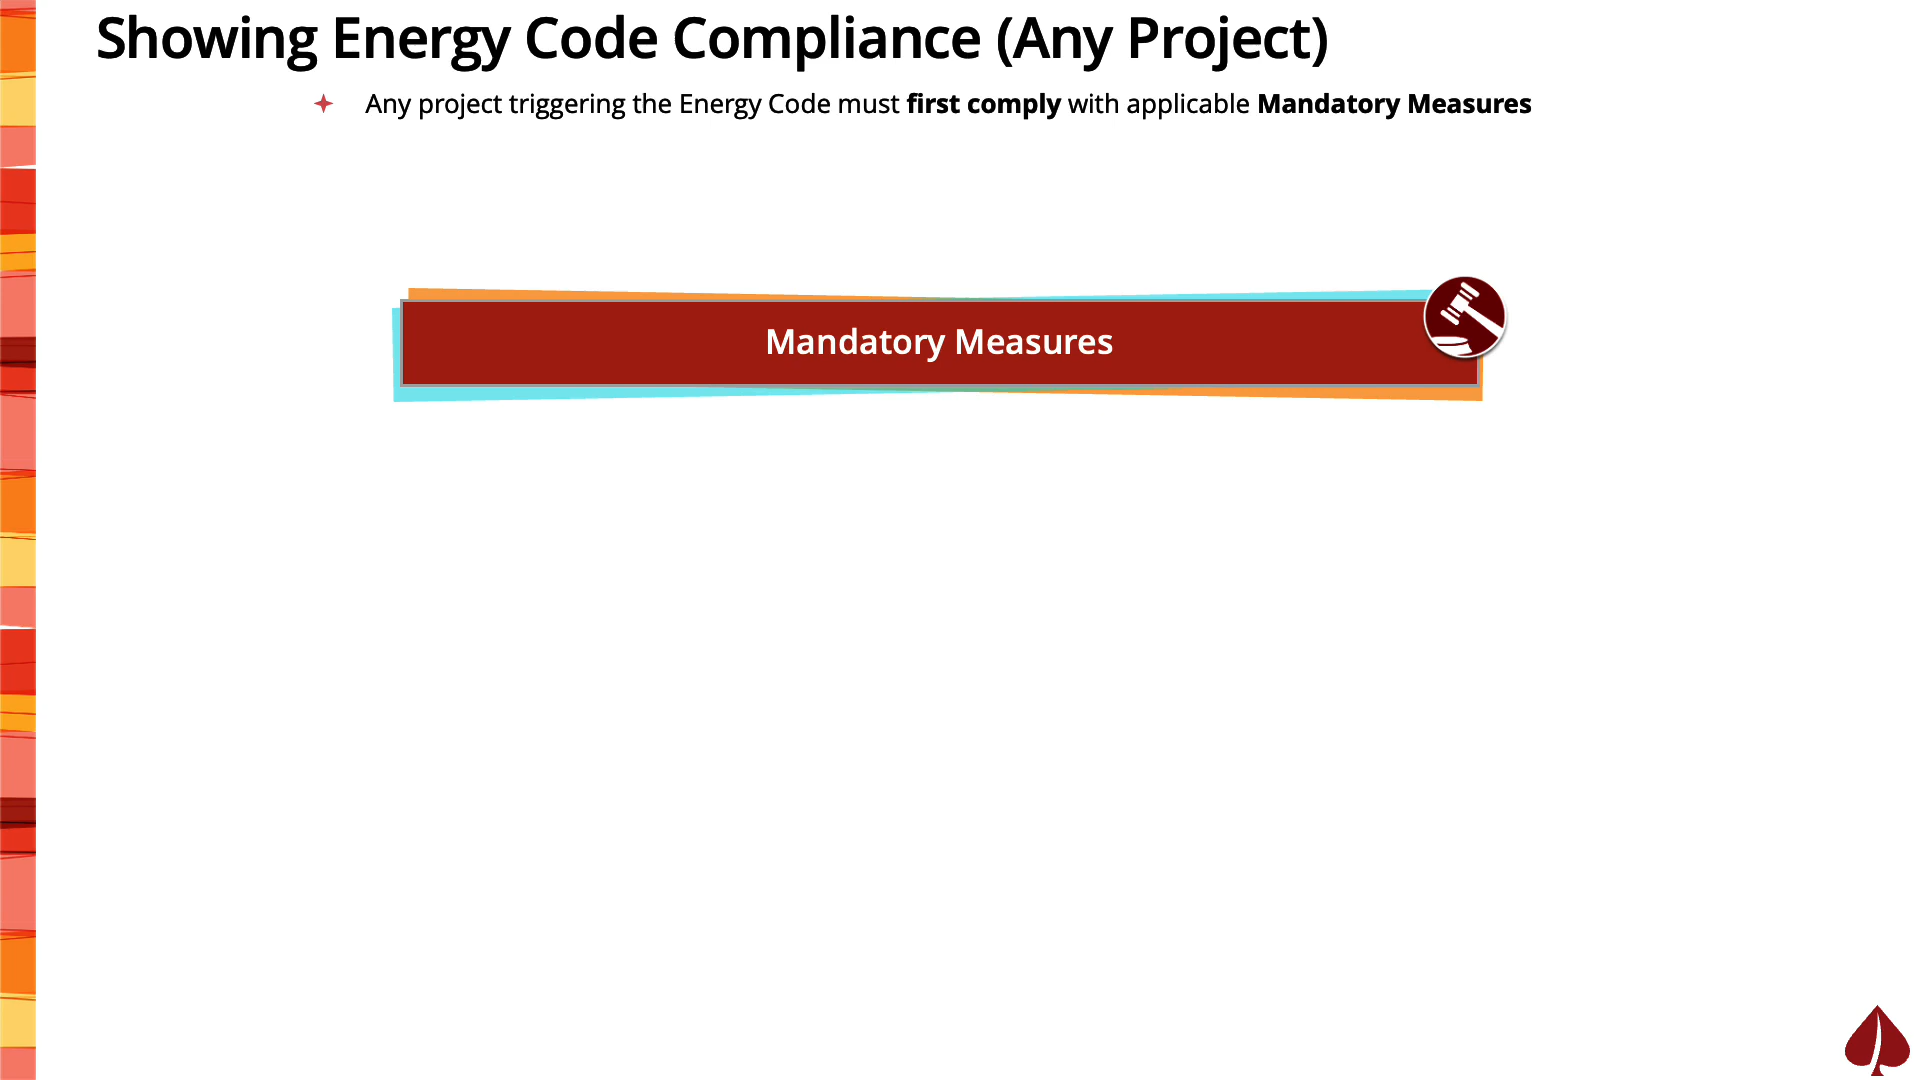 Showing Energy Code Compliance (Any Project)
Any project triggering the Energy Code must first comply with applicable Mandatory Measures
Mandatory Measures